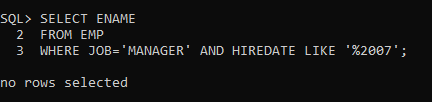 SQL> SELECT ENAME
  2  FROM EMP
  3  WHERE JOB='MANAGER' AND HIREDATE LIKE '%2007';
no rows selected